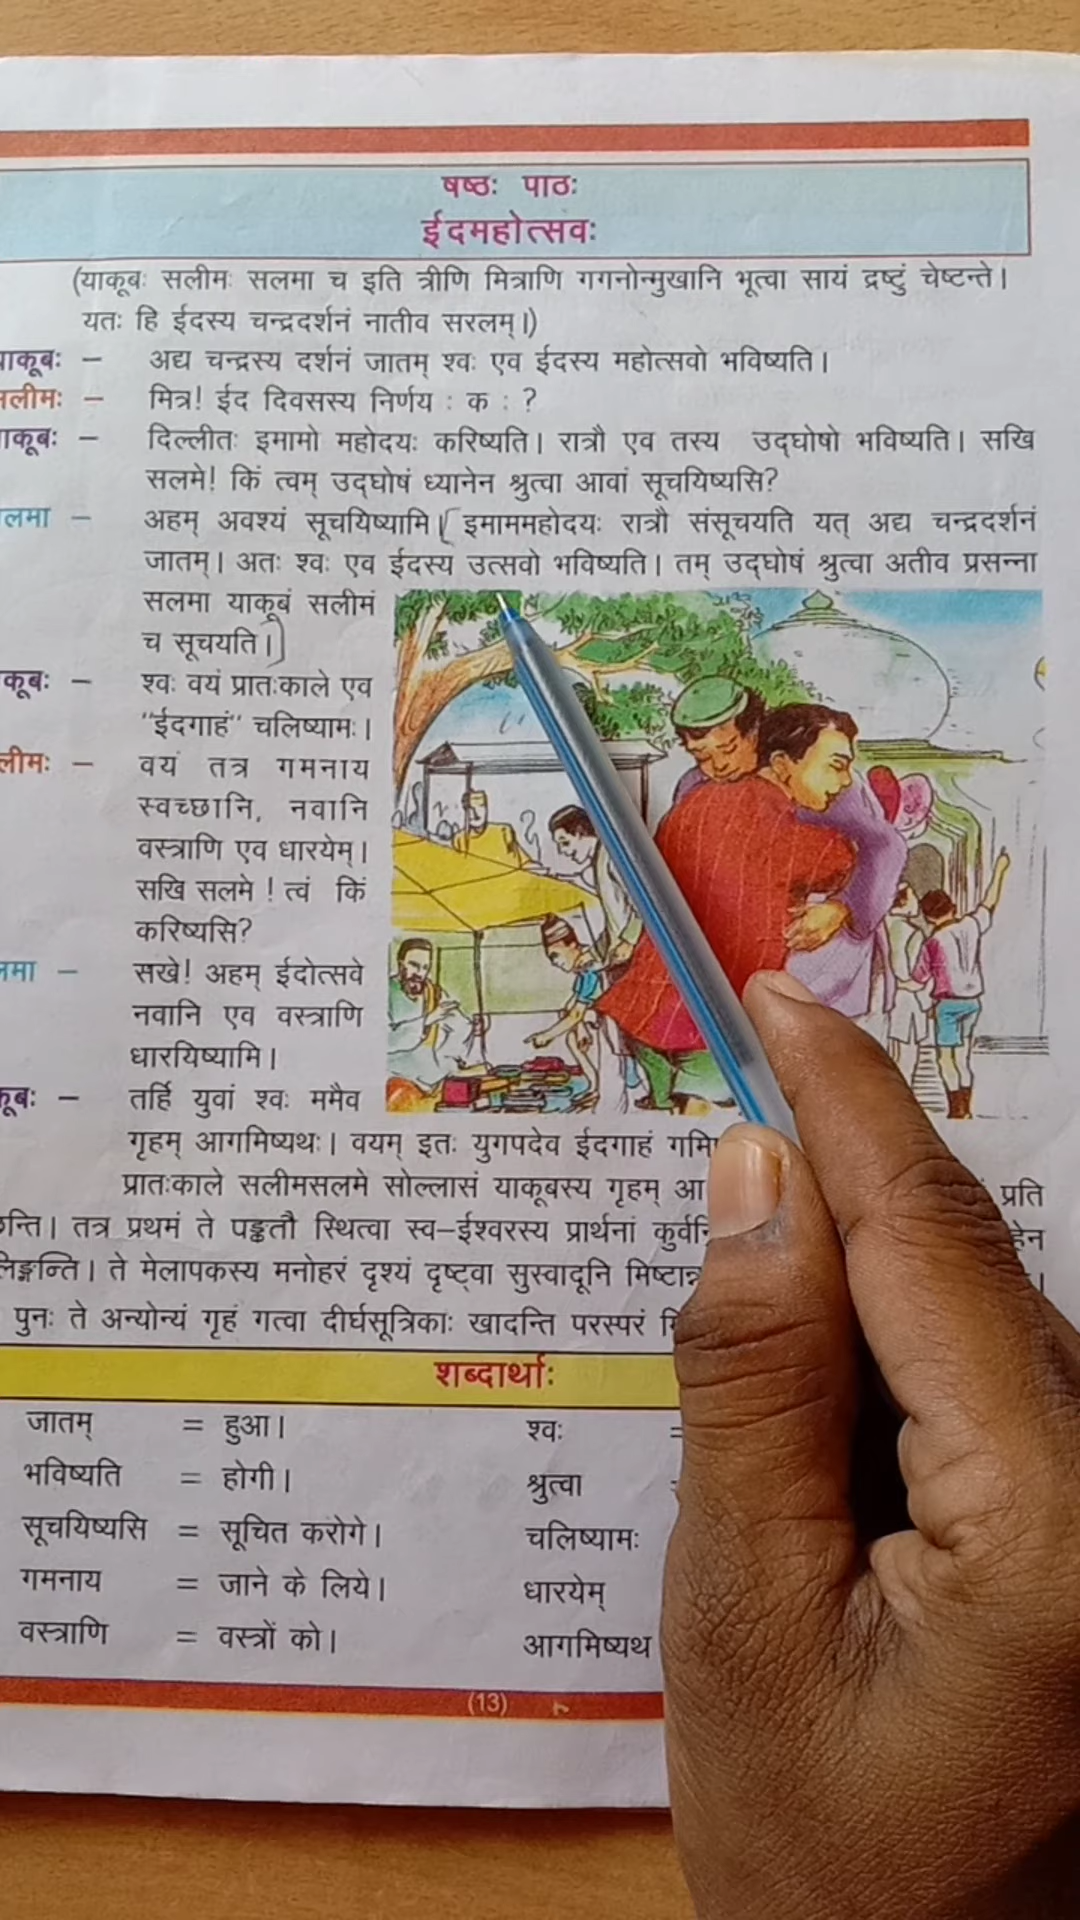 षष्ठः पाठः
ईदमहोत्सवः
(याकूबः सलीमः सलमा च इति त्रीणि मित्राणि गगनोन्मुखानि भूत्वा सायं द्रष्टुं चेष्टन्ते।
यतः हि ईदस्य चन्द्रदर्शनं नातीव सरलम्।)
याकूबः – अद्य चन्द्रस्य दर्शनं जातम् श्वः एव ईदस्य महोत्सवो भविष्यति।
सलीमः – मित्र! ईद दिवसस्य निर्णय : क : ?
याकूबः – दिल्लीतः इमामो महोदयः करिष्यति। रात्रौ एव तस्य उद्घोषो भविष्यति। सखि
सलमे! किं त्वम् उद्घोषं ध्यानेन श्रुत्वा आवां सूचयिष्यसि?
लमा – अहम् अवश्यं सूचयिष्यामि। (इमाममहोदयः रात्रौ संसूचयति यत् अद्य चन्द्रदर्शनं
जातम्। अतः श्वः एव ईदस्य उत्सवो भविष्यति। तम् उद्घोषं श्रुत्वा अतीव प्रसन्ना
सलमा याकूबं सलीमं
च सूचयति।)
कूबः – श्वः वयं प्रातःकाले एव
"ईदगाहं" चलिष्यामः।
लीमः – वयं तत्र गमनाय
स्वच्छानि, नवानि
वस्त्राणि एव धारयेम्।
सखि सलमे ! त्वं किं
करिष्यसि?
लमा – सखे! अहम् ईदोत्सवे
नवानि एव वस्त्राणि
धारयिष्यामि।
कूबः – तर्हि युवां श्वः ममैव
गृहम् आगमिष्यथः। वयम् इतः युगपदेव ईदगाहं गमि
प्रातःकाले सलीमसलमे सोल्लासं याकूबस्य गृहम् आ प्रति
न्ति। तत्र प्रथमं ते पङ्क्तौ स्थित्वा स्व-ईश्वरस्य प्रार्थनां कुर्वन्ति हेन
लिङ्गन्ति। ते मेलापकस्य मनोहरं दृश्यं दृष्ट्वा सुस्वादूनि मिष्टान्न ।
पुनः ते अन्योन्यं गृहं गत्वा दीर्घसूत्रिकाः खादन्ति परस्परं
शब्दार्थाः
जातम् = हुआ। श्वः =
भविष्यति = होगी। श्रुत्वा
सूचयिष्यसि = सूचित करोगे। चलिष्यामः
गमनाय = जाने के लिये। धारयेम्
वस्त्राणि = वस्त्रों को। आगमिष्यथ
(13)